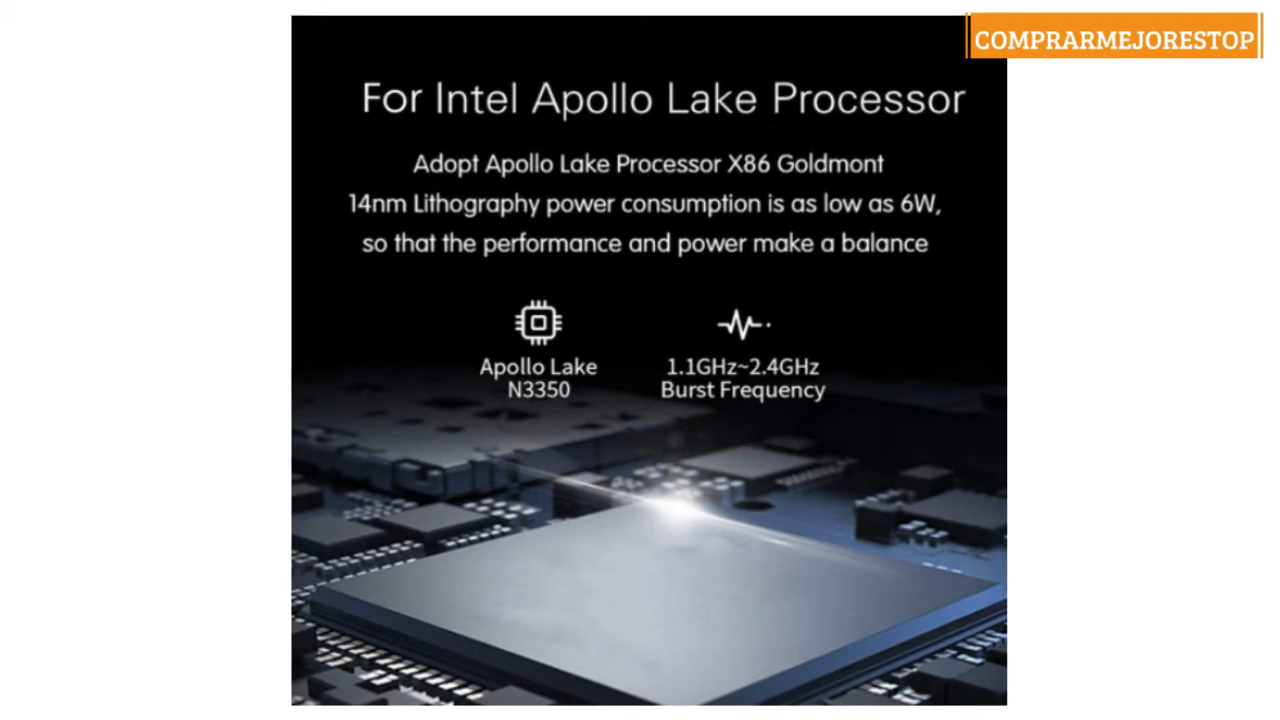 COMPRARMEJORESTOP
For Intel Apollo Lake Processor
Adopt Apollo Lake Processor X86 Goldmont
14nm Lithography power consumption is as low as 6W,
so that the performance and power make a balance
Apollo Lake
N3350
1.1GHz~2.4GHz
Burst Frequency